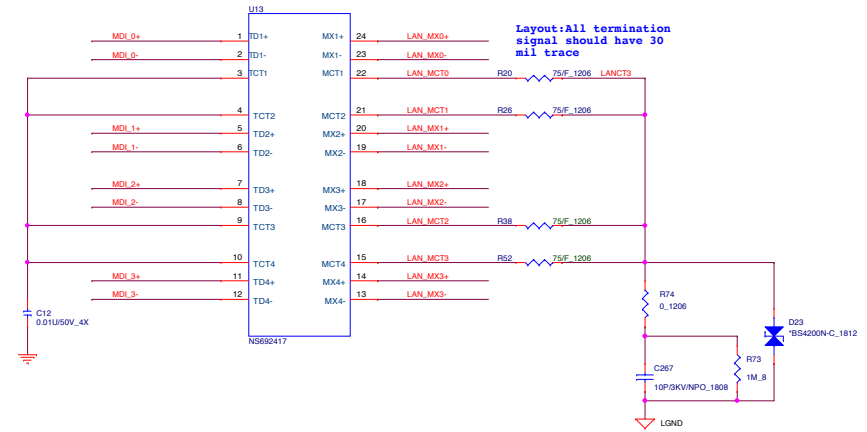 U13
Layout:All termination
signal should have 30
mil trace
MDI_0+ 1 TD1+ MX1+ 24 LAN_MX0+
MDI_0- 2 TD1- MX1- 23 LAN_MX0-
3 TCT1 MCT1 22 LAN_MCT0 R20 75/F_1206 LANCT3
4 TCT2 MCT2 21 LAN_MCT1 R26 75/F_1206
MDI_1+ 5 TD2+ MX2+ 20 LAN_MX1+
MDI_1- 6 TD2- MX2- 19 LAN_MX1-
MDI_2+ 7 TD3+ MX3+ 18 LAN_MX2+
MDI_2- 8 TD3- MX3- 17 LAN_MX2-
9 TCT3 MCT3 16 LAN_MCT2 R38 75/F_1206
10 TCT4 MCT4 15 LAN_MCT3 R52 75/F_1206
MDI_3+ 11 TD4+ MX4+ 14 LAN_MX3+
MDI_3- 12 TD4- MX4- 13 LAN_MX3-
NS692417
C12
0.01U/50V_4X
R74
0_1206
D23
*BS4200N-C_1812
R73
1M_8
C267
10P/3KV/NPO_1808
LGND